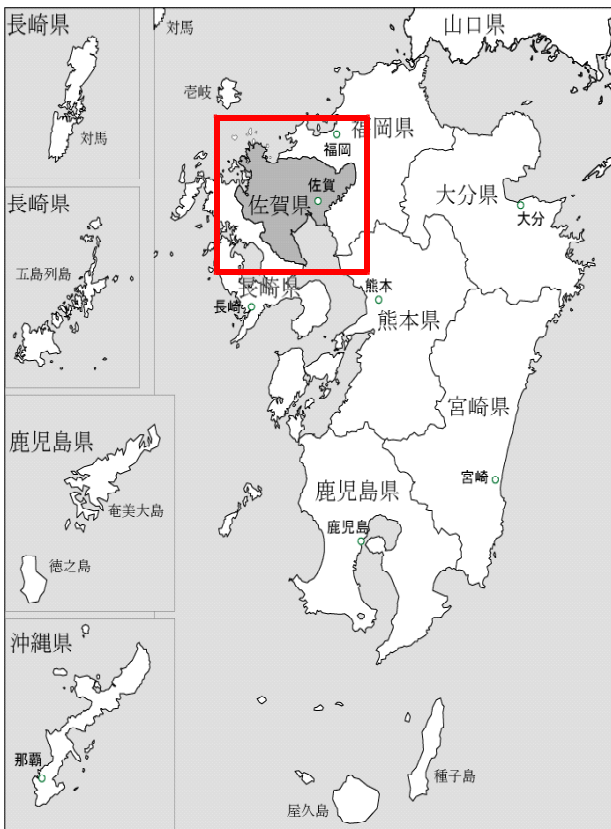 長崎県
対馬
対馬
山口県
壱岐
福岡県
福岡
佐賀
佐賀県
大分県
大分
長崎県
五島列島
長崎県
長崎
熊本
熊本県
宮崎県
宮崎
鹿児島県
奄美大島
徳之島
鹿児島県
鹿児島
沖縄県
那覇
種子島
屋久島